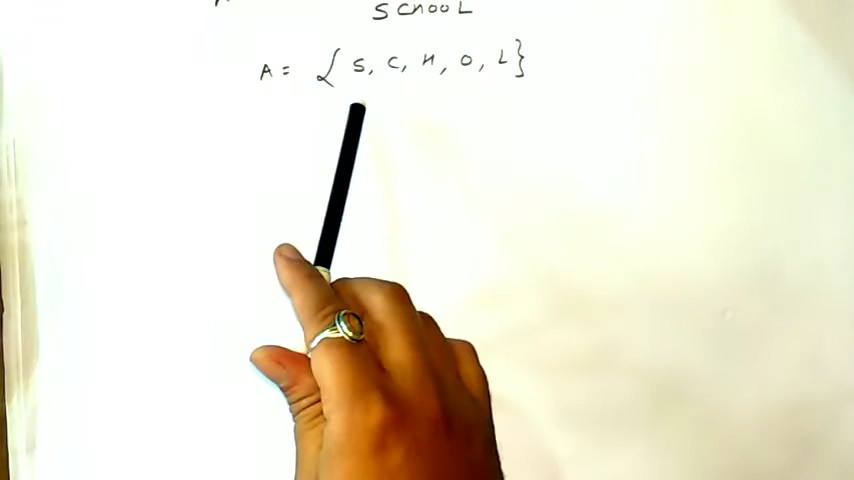 SCHOOL
A = { S, C, H, O, L}